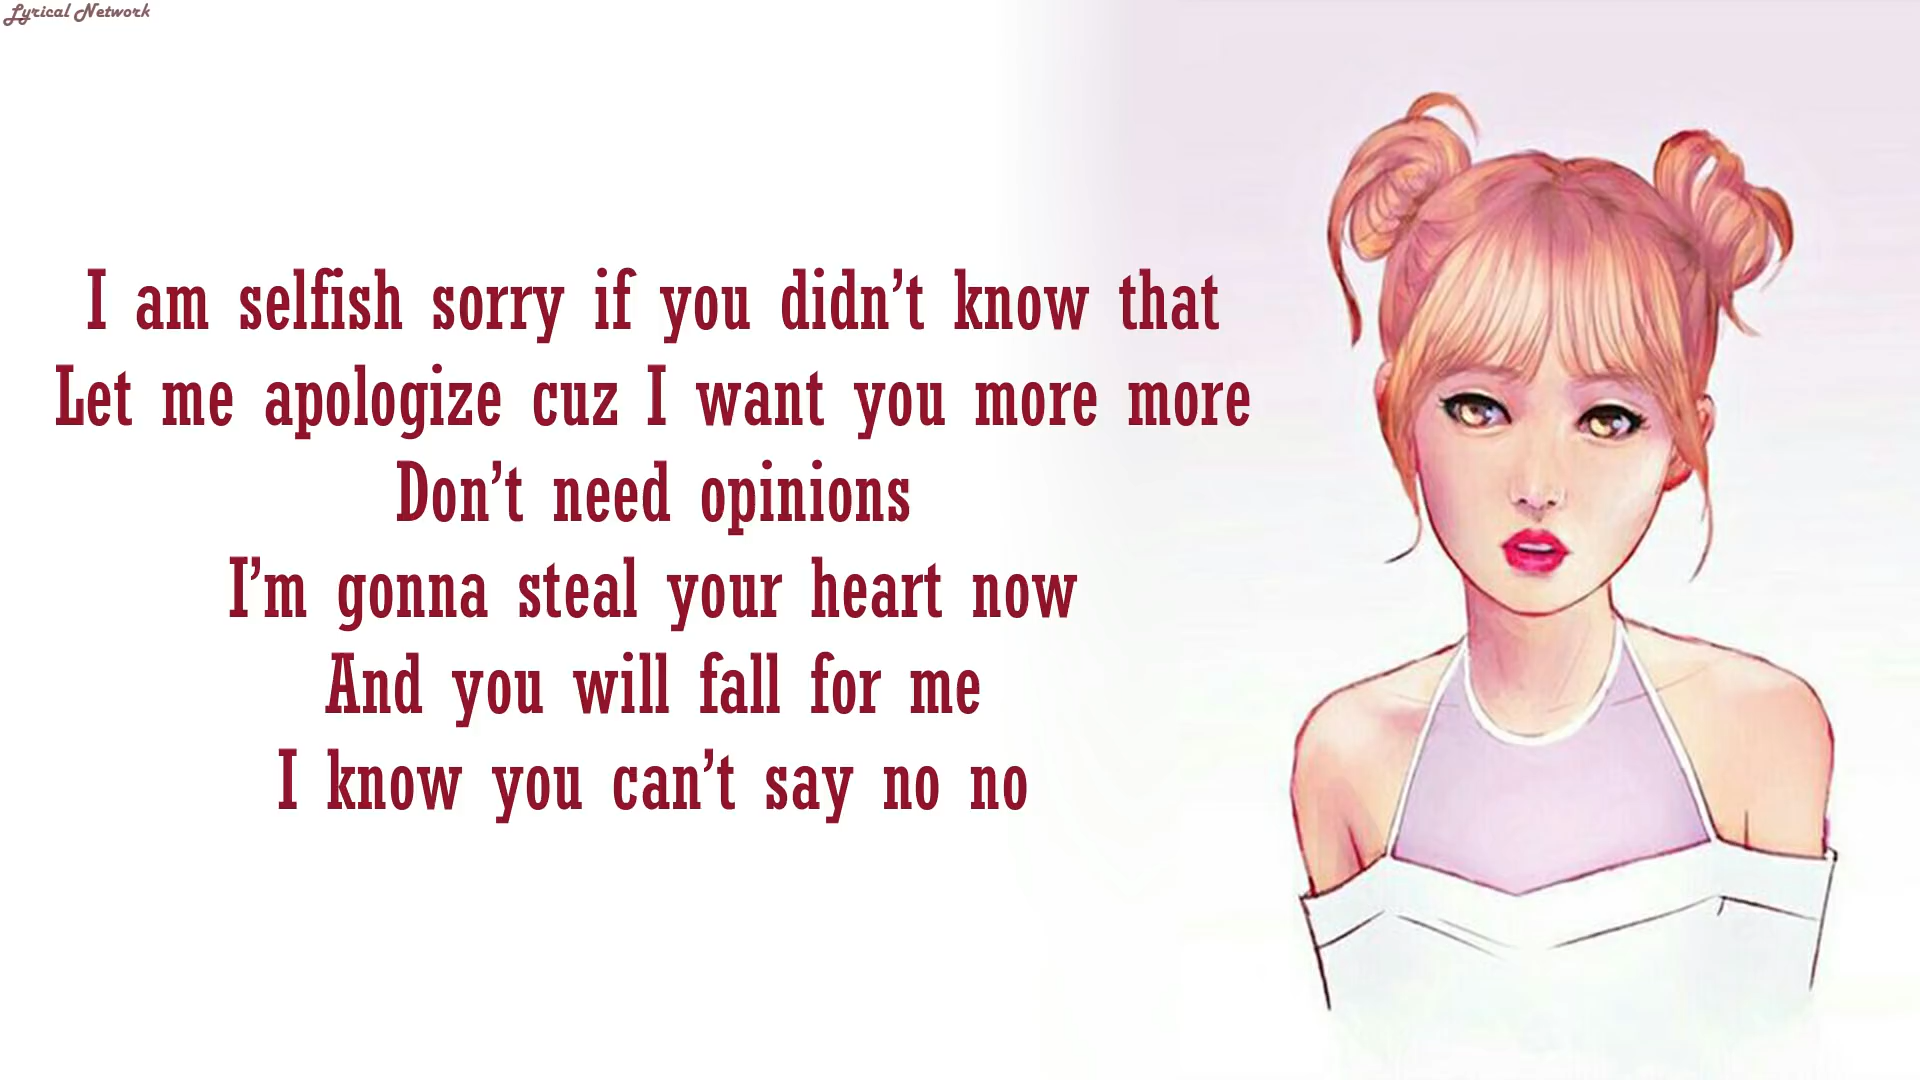 Lyrical Network
I am selfish sorry if you didn’t know that
Let me apologize cuz I want you more more
Don’t need opinions
I’m gonna steal your heart now
And you will fall for me
I know you can’t say no no